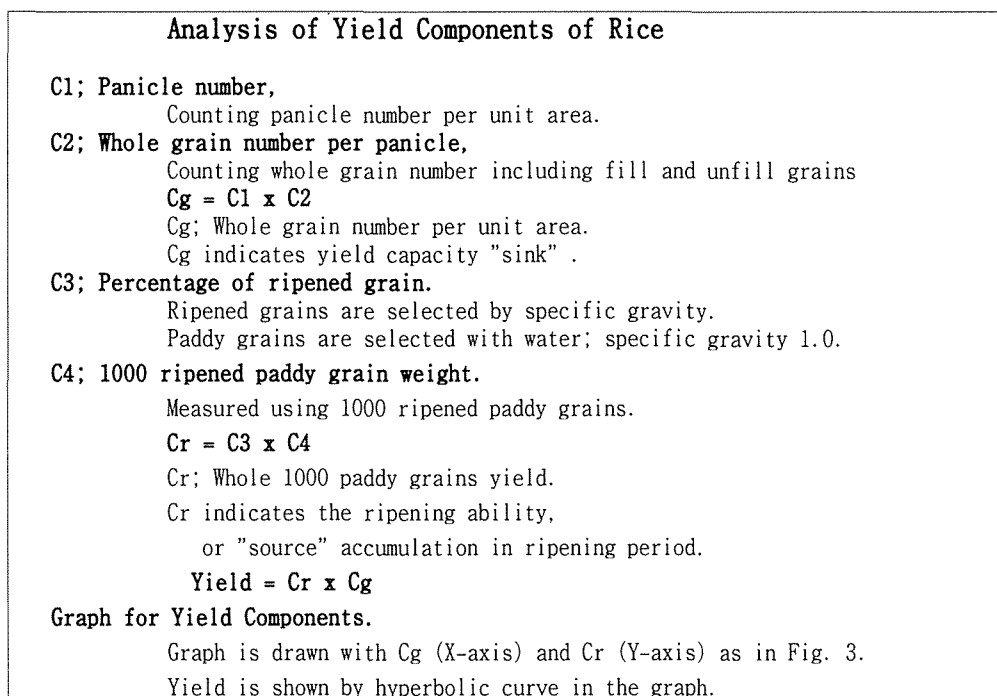 Analysis of Yield Components of Rice
C1; Panicle number,
Counting panicle number per unit area.
C2; Whole grain number per panicle,
Counting whole grain number including fill and unfill grains
Cg = C1 x C2
Cg; Whole grain number per unit area.
Cg indicates yield capacity "sink" .
C3; Percentage of ripened grain.
Ripened grains are selected by specific gravity.
Paddy grains are selected with water; specific gravity 1.0.
C4; 1000 ripened paddy grain weight.
Measured using 1000 ripened paddy grains.
Cr = C3 x C4
Cr; Whole 1000 paddy grains yield.
Cr indicates the ripening ability,
or "source" accumulation in ripening period.
Yield = Cr x Cg
Graph for Yield Components.
Graph is drawn with Cg (X-axis) and Cr (Y-axis) as in Fig. 3.
Yield is shown by hyperbolic curve in the graph.